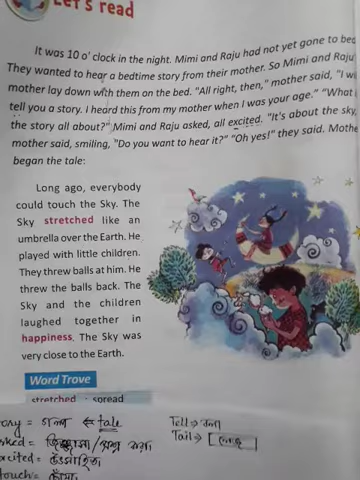 Let's read
It was 10 o' clock in the night. Mimi and Raju had not yet gone to bed
They wanted to hear a bedtime story from their mother. So Mimi and Raju
mother lay down with them on the bed. "All right, then," mother said, "I wi
tell you a story. I heard this from my mother when I was your age." "What i
the story all about?" Mimi and Raju asked, all excited. "It's about the sky,
mother said, smiling, "Do you want to hear it?" "Oh yes!" they said. Mothe
began the tale:
Long ago, everybody
could touch the Sky. The
Sky stretched like an
umbrella over the Earth. He
played with little children.
They threw balls at him. He
threw the balls back. The
Sky and the children
laughed together in
happiness. The Sky was
very close to the Earth.
Word Trove
stretched - spread
ory = গল্প ← tale
sked = জিজ্ঞাসা/প্রশ্ন করা
xcited = উৎসাহিত
touch = ছোঁয়া
Tell → বলা
Tail → [লেজ]